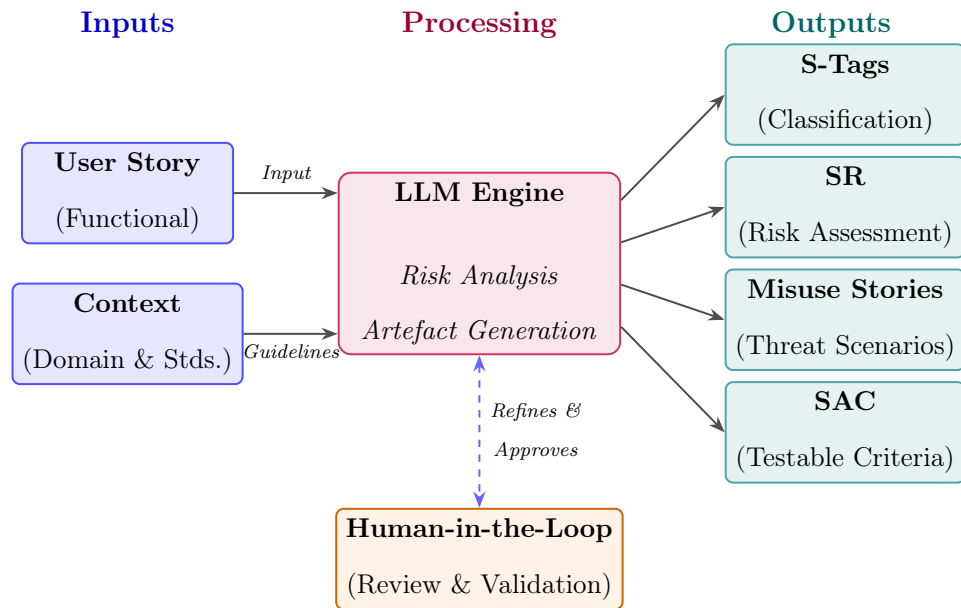 Inputs
Processing
Outputs
User Story
(Functional)
Input
Context
(Domain & Stds.)
Guidelines
LLM Engine
Risk Analysis
Artefact Generation
Refines &
Approves
Human-in-the-Loop
(Review & Validation)
S-Tags
(Classification)
SR
(Risk Assessment)
Misuse Stories
(Threat Scenarios)
SAC
(Testable Criteria)